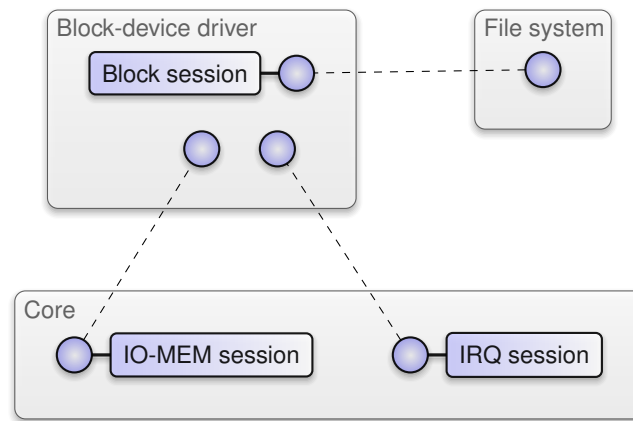 Block-device driver
File system
Block session
Core
IO-MEM session
IRQ session